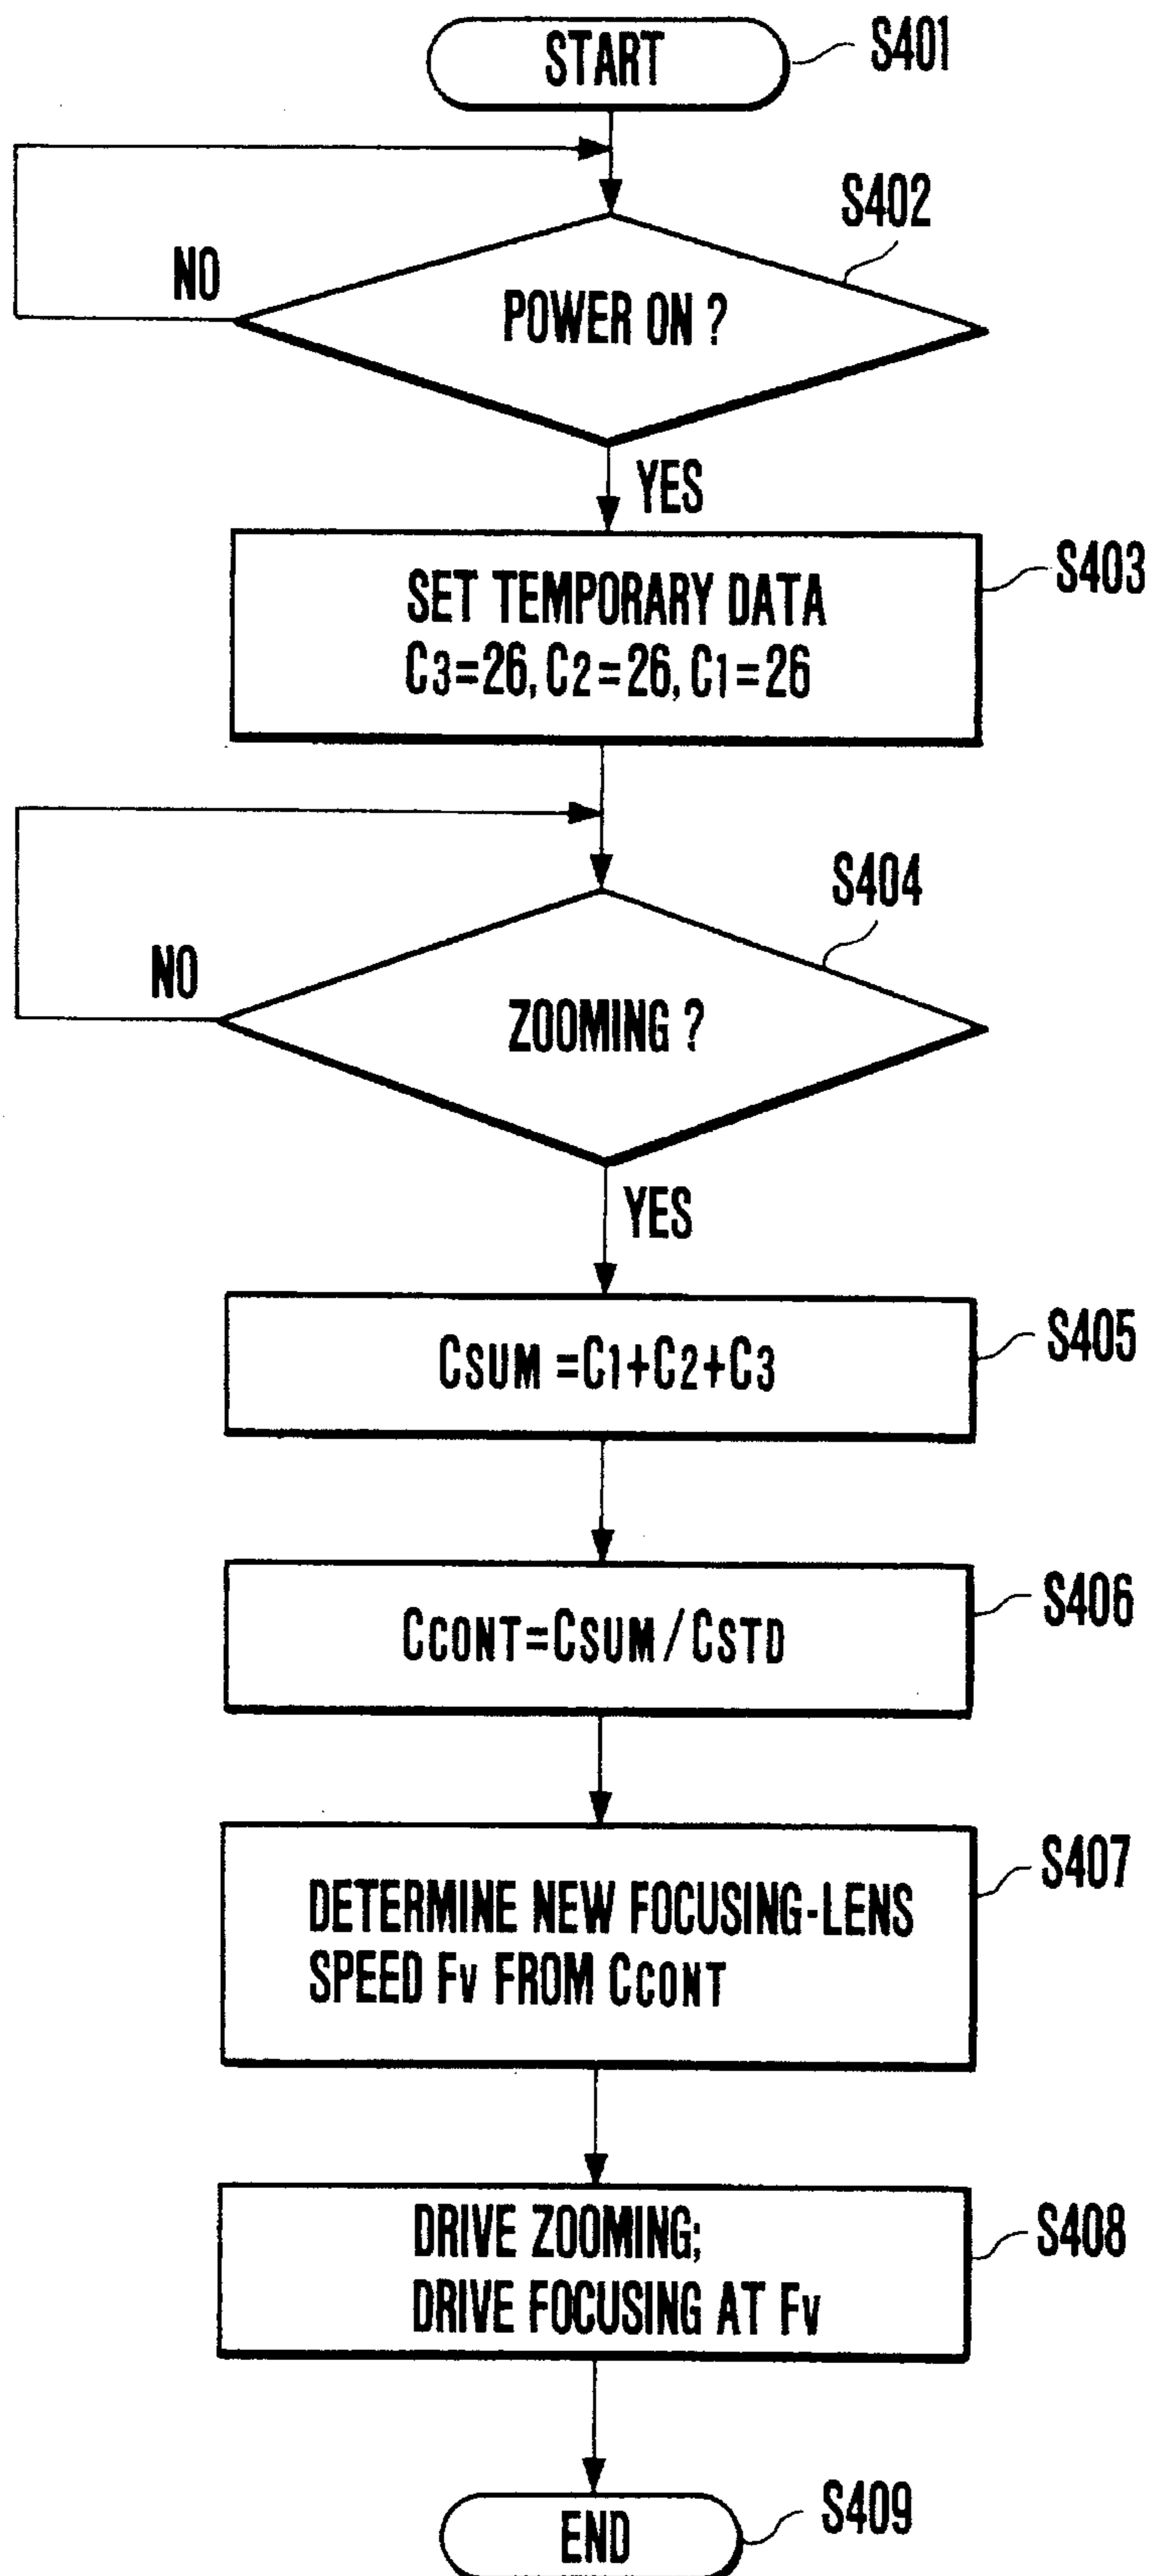 START
S401
S402
NO
POWER ON ?
YES
S403
SET TEMPORARY DATA
C3=26, C2=26, C1=26
S404
NO
ZOOMING ?
YES
S405
CSUM =C1+C2+C3
S406
CCONT=CSUM/CSTD
S407
DETERMINE NEW FOCUSING-LENS
SPEED FV FROM CCONT
S408
DRIVE ZOOMING;
DRIVE FOCUSING AT FV
S409
END